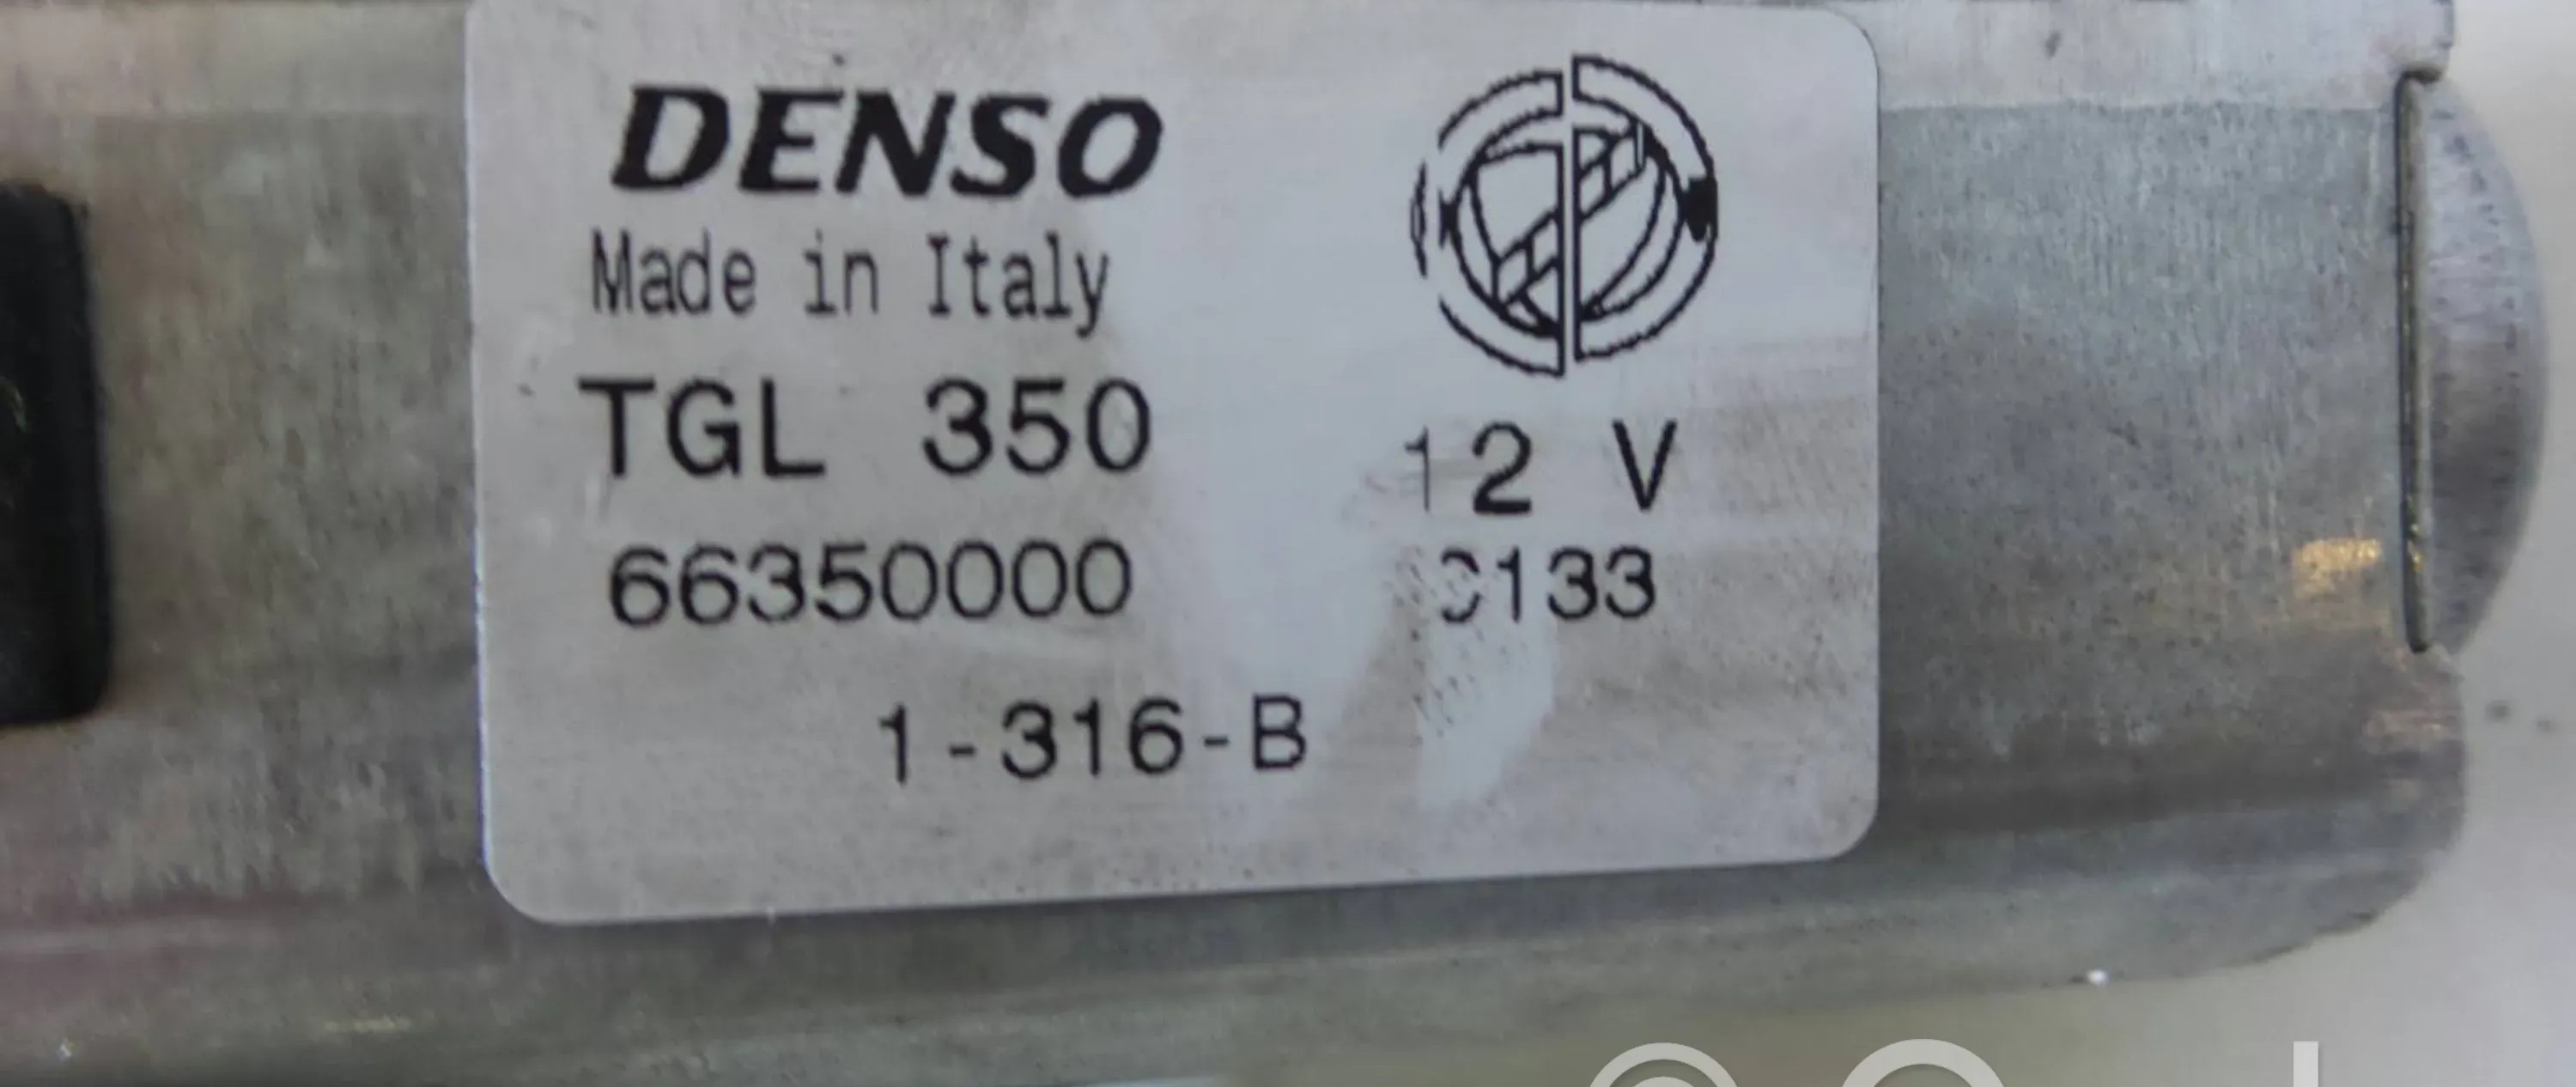 DENSO
Made in Italy
TGL 350
12 V
66350000
1-316-B